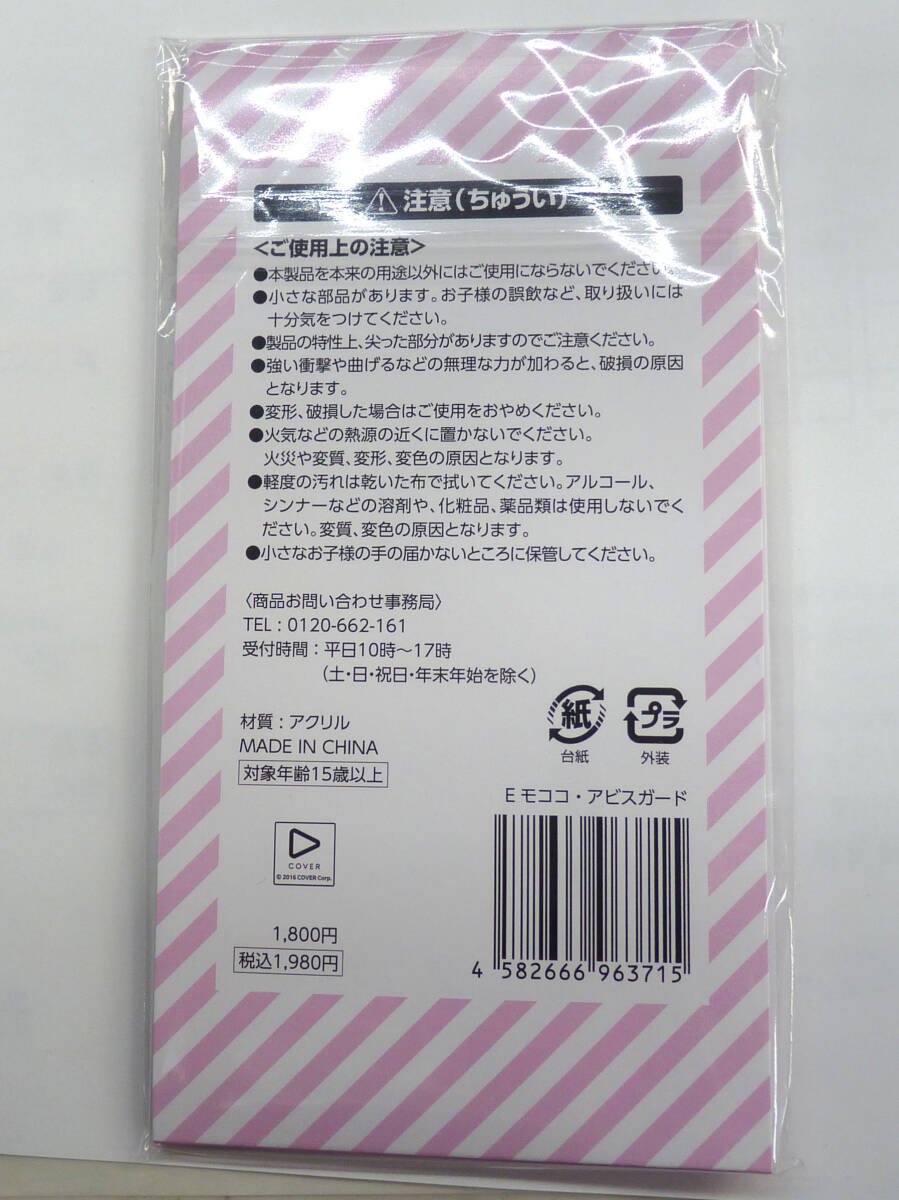 注意(ちゅうい)
<ご使用上の注意>
●本製品を本来の用途以外にはご使用にならないでください。
●小さな部品があります。お子様の誤飲など、取り扱いには
十分気をつけてください。
●製品の特性上、尖った部分がありますのでご注意ください。
●強い衝撃や曲げるなどの無理な力が加わると、破損の原因
となります。
●変形、破損した場合はご使用をおやめください。
●火気などの熱源の近くに置かないでください。
火災や変質、変形、変色の原因となります。
●軽度の汚れは乾いた布で拭いてください。アルコール、
シンナーなどの溶剤や、化粧品、薬品類は使用しないでく
ださい。変質、変色の原因となります。
●小さなお子様の手の届かないところに保管してください。
〈商品お問い合わせ事務局〉
TEL : 0120-662-161
受付時間 : 平日10時〜17時
(土・日・祝日・年末年始を除く)
紙
台紙
プラ
外装
材質 : アクリル
MADE IN CHINA
対象年齢15歳以上
E モココ・アビスガード
COVER
© 2016 COVER Corp.
1,800円
税込1,980円
4 582666 963715